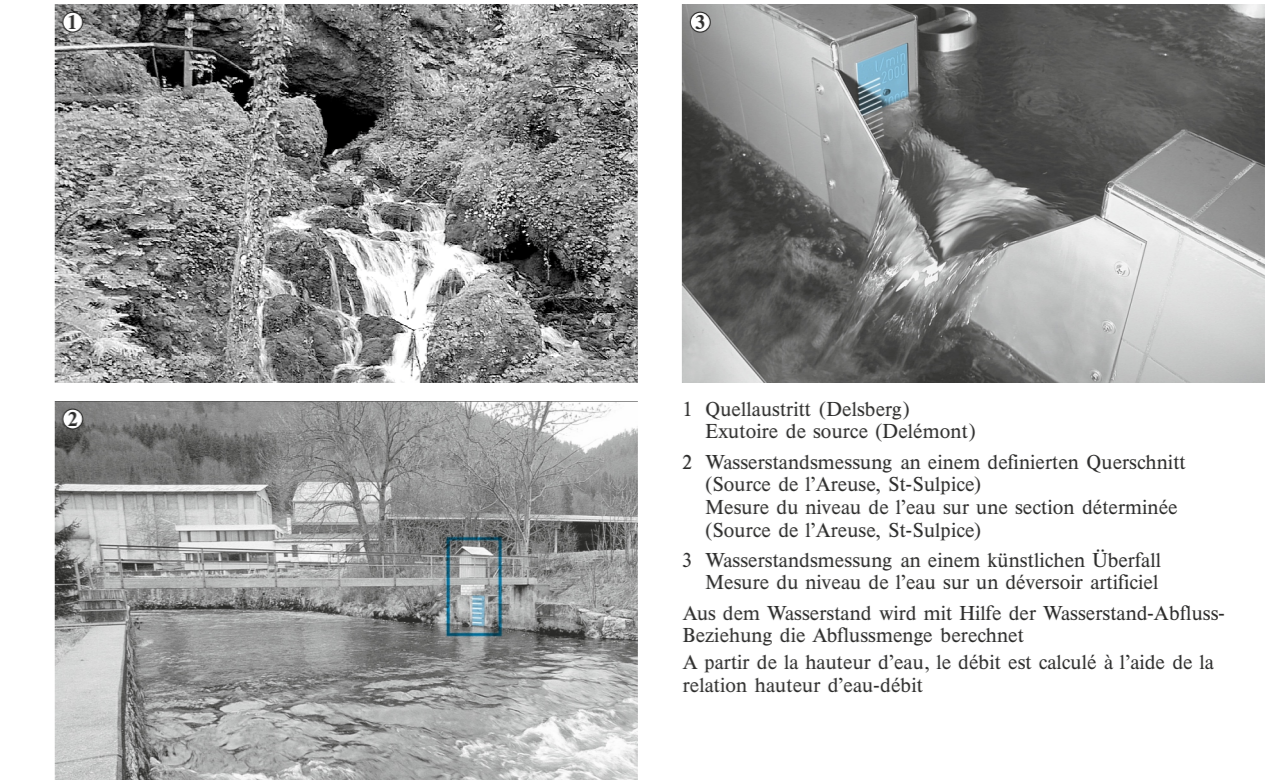 1
3
l/min
2000
2
1 Quellaustritt (Delsberg)
Exutoire de source (Delémont)
2 Wasserstandsmessung an einem definierten Querschnitt
(Source de l'Areuse, St-Sulpice)
Mesure du niveau de l'eau sur une section déterminée
(Source de l'Areuse, St-Sulpice)
3 Wasserstandsmessung an einem künstlichen Überfall
Mesure du niveau de l'eau sur un déversoir artificiel
Aus dem Wasserstand wird mit Hilfe der Wasserstand-Abfluss-
Beziehung die Abflussmenge berechnet
A partir de la hauteur d'eau, le débit est calculé à l'aide de la
relation hauteur d'eau-débit